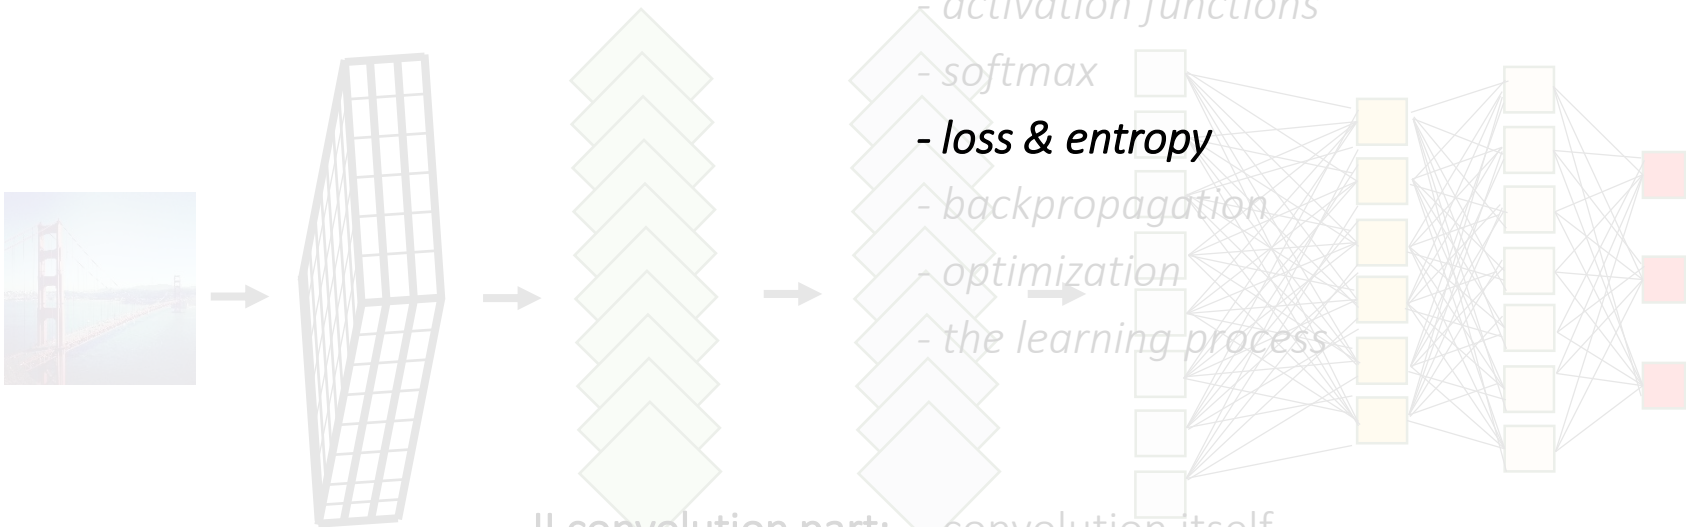 - activation functions
- softmax
- loss & entropy
- backpropagation
- optimization
- the learning process
II convolution part: - convolution itself